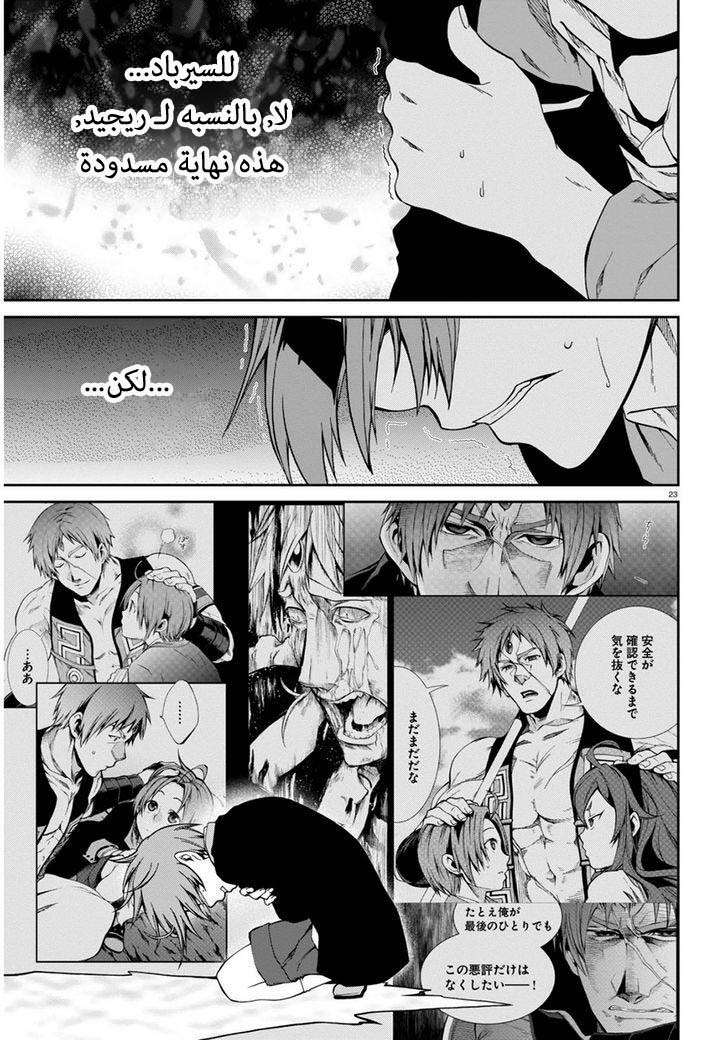 للسيرباد...
لا, بالنسبه لـ ريجيد,
هذه نهاية مسدودة
...لكن...
23
安全が
確認できるまで
気を抜くな
まだまだだな
…ああ
……
たとえ俺が
最後のひとりでも
この悪評だけは
なくしたい――!